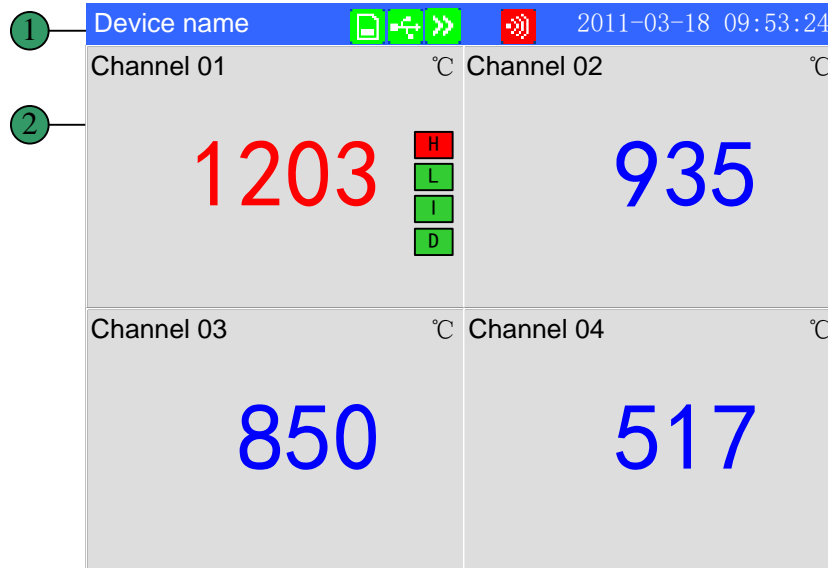 1
Device name 2011-03-18 09:53:24
Channel 01 ℃ Channel 02 ℃
2
1203 H 935
L
I
D
Channel 03 ℃ Channel 04 ℃
850 517